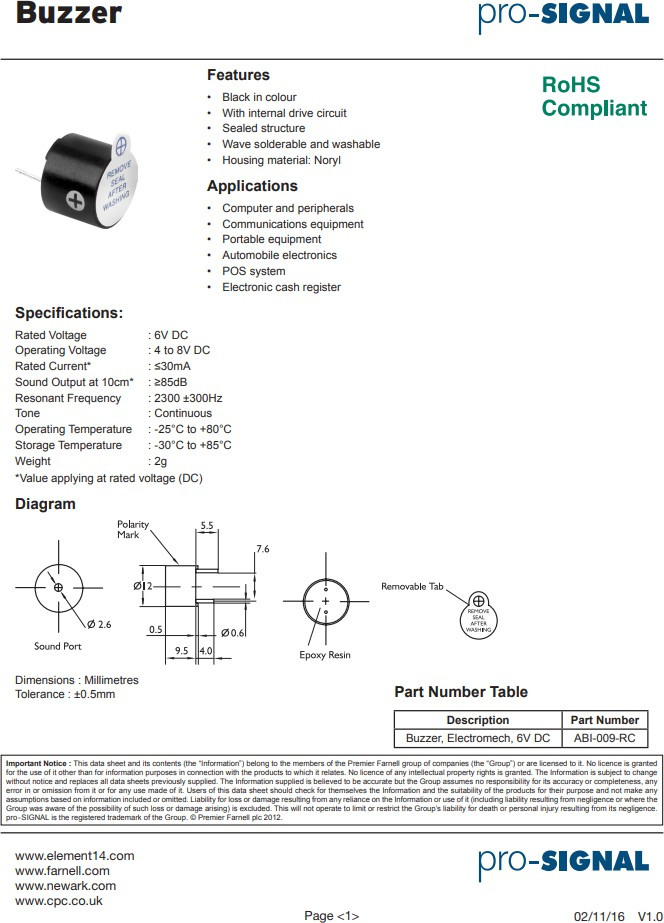 Buzzer
pro-SIGNAL
RoHS
Compliant
REMOVE
SEAL
AFTER
WASHING
Features
• Black in colour
• With internal drive circuit
• Sealed structure
• Wave solderable and washable
• Housing material: Noryl
Applications
• Computer and peripherals
• Communications equipment
• Portable equipment
• Automobile electronics
• POS system
• Electronic cash register
Specifications:
Rated Voltage : 6V DC
Operating Voltage : 4 to 8V DC
Rated Current* : ≤30mA
Sound Output at 10cm* : ≥85dB
Resonant Frequency : 2300 ±300Hz
Tone : Continuous
Operating Temperature : -25°C to +80°C
Storage Temperature : -30°C to +85°C
Weight : 2g
*Value applying at rated voltage (DC)
Diagram
Polarity
Mark
5.5
7.6
Ø12
Ø 2.6
0.5
Ø 0.6
9.5 4.0
Sound Port
Epoxy Resin
Removable Tab
REMOVE
SEAL
AFTER
WASHING
Dimensions : Millimetres
Tolerance : ±0.5mm
Part Number Table
Description Part Number
Buzzer, Electromech, 6V DC ABI-009-RC
Important Notice : This data sheet and its contents (the "Information") belong to the members of the Premier Farnell group of companies (the "Group") or are licensed to it. No licence is granted
for the use of it other than for information purposes in connection with the products to which it relates. No licence of any intellectual property rights is granted. The Information is subject to change
without notice and replaces all data sheets previously supplied. The Information supplied is believed to be accurate but the Group assumes no responsibility for its accuracy or completeness, any
error in or omission from it or for any use made of it. Users of this data sheet should check for themselves the Information and the suitability of the products for their purpose and not make any
assumptions based on information included or omitted. Liability for loss or damage resulting from any reliance on the Information or use of it (including liability resulting from negligence or where the
Group was aware of the possibility of such loss or damage arising) is excluded. This will not operate to limit or restrict the Group's liability for death or personal injury resulting from its negligence.
pro-SIGNAL is the registered trademark of the Group. © Premier Farnell plc 2012.
www.element14.com
www.farnell.com
www.newark.com
www.cpc.co.uk
pro-SIGNAL
Page <1>
02/11/16 V1.0